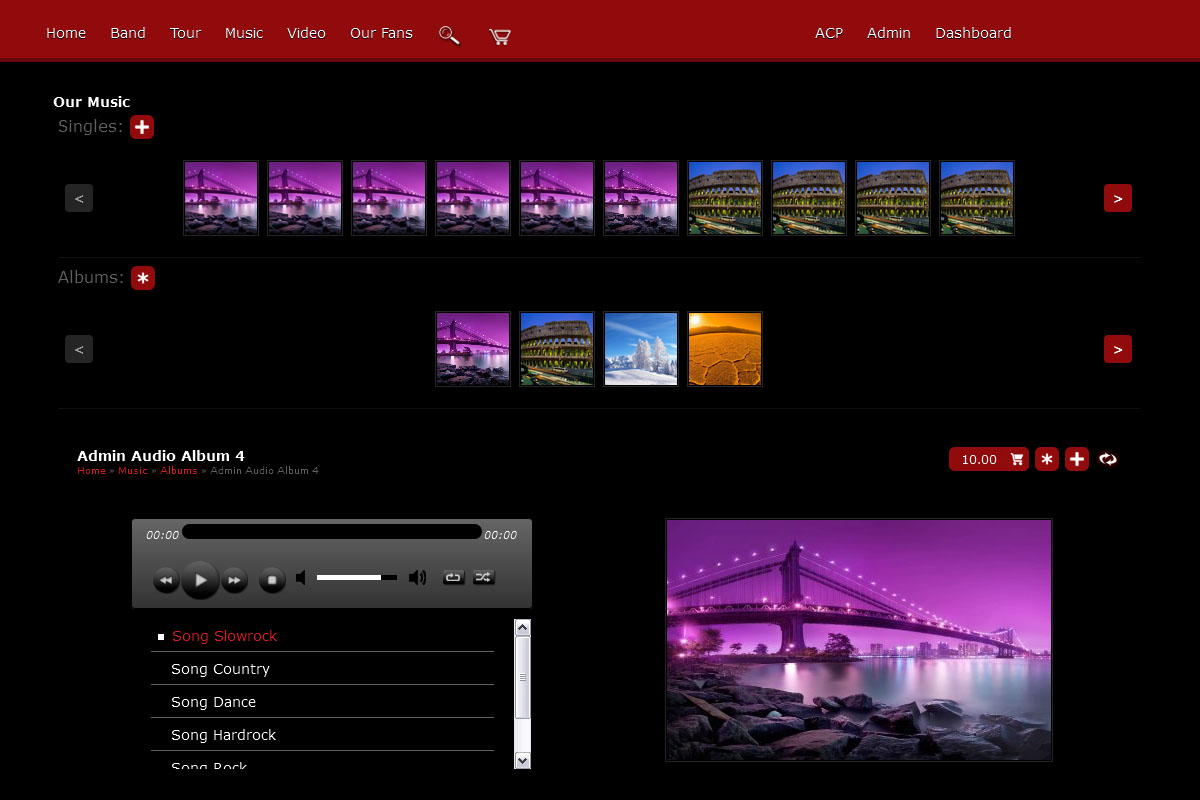 Home Band Tour Music Video Our Fans ACP Admin Dashboard
Our Music
Singles:
< >
Albums:
< >
Admin Audio Album 4
Home » Music » Albums » Admin Audio Album 4
10.00
00:00 00:00
Song Slowrock
Song Country
Song Dance
Song Hardrock
Song Rock